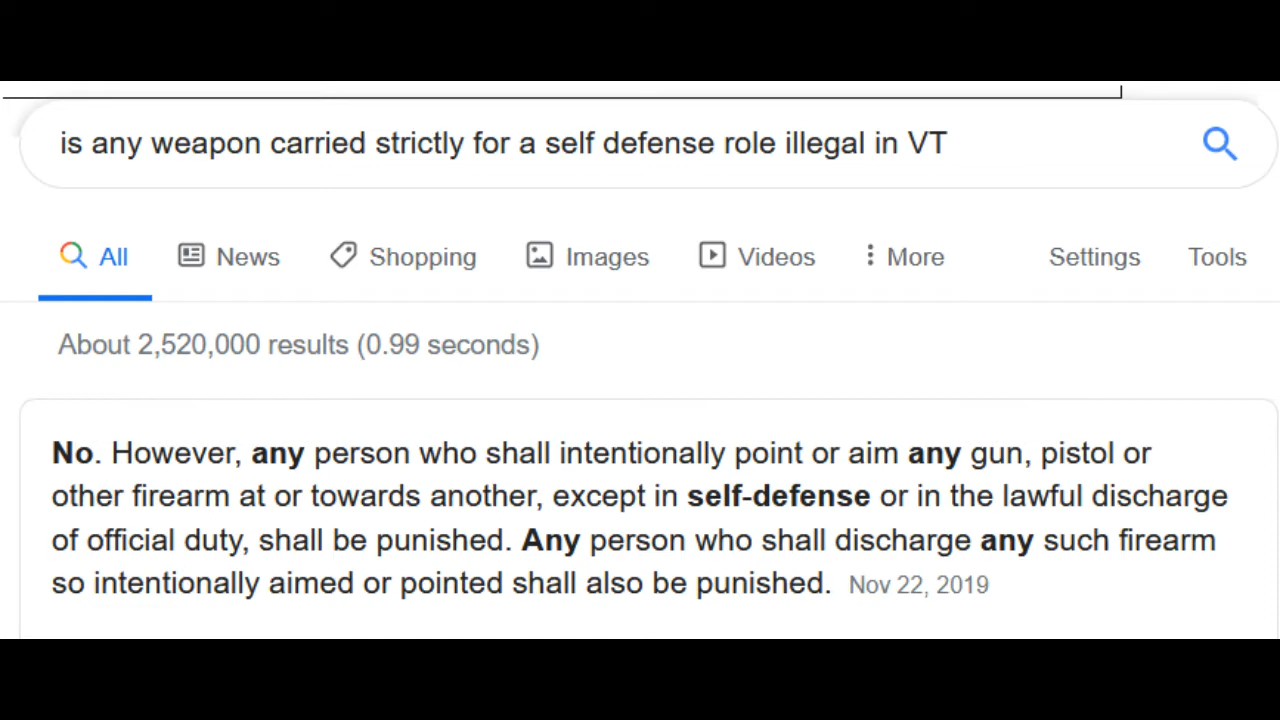 is any weapon carried strictly for a self defense role illegal in VT
All News Shopping Images Videos More Settings Tools
About 2,520,000 results (0.99 seconds)
No. However, any person who shall intentionally point or aim any gun, pistol or
other firearm at or towards another, except in self-defense or in the lawful discharge
of official duty, shall be punished. Any person who shall discharge any such firearm
so intentionally aimed or pointed shall also be punished. Nov 22, 2019